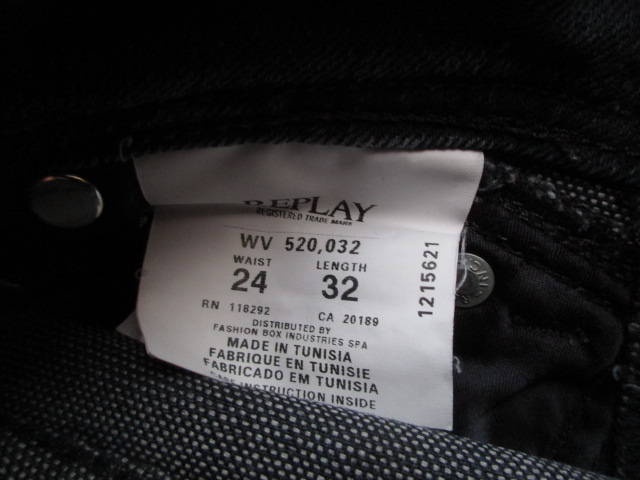 REPLAY
REGISTERED TRADE MARK
WV 520,032
WAIST LENGTH
24 32
RN 118292 CA 20189
DISTRIBUTED BY
FASHION BOX INDUSTRIES SPA
MADE IN TUNISIA
FABRIQUE EN TUNISIE
FABRICADO EM TUNISIA
CARE INSTRUCTION INSIDE
1215621